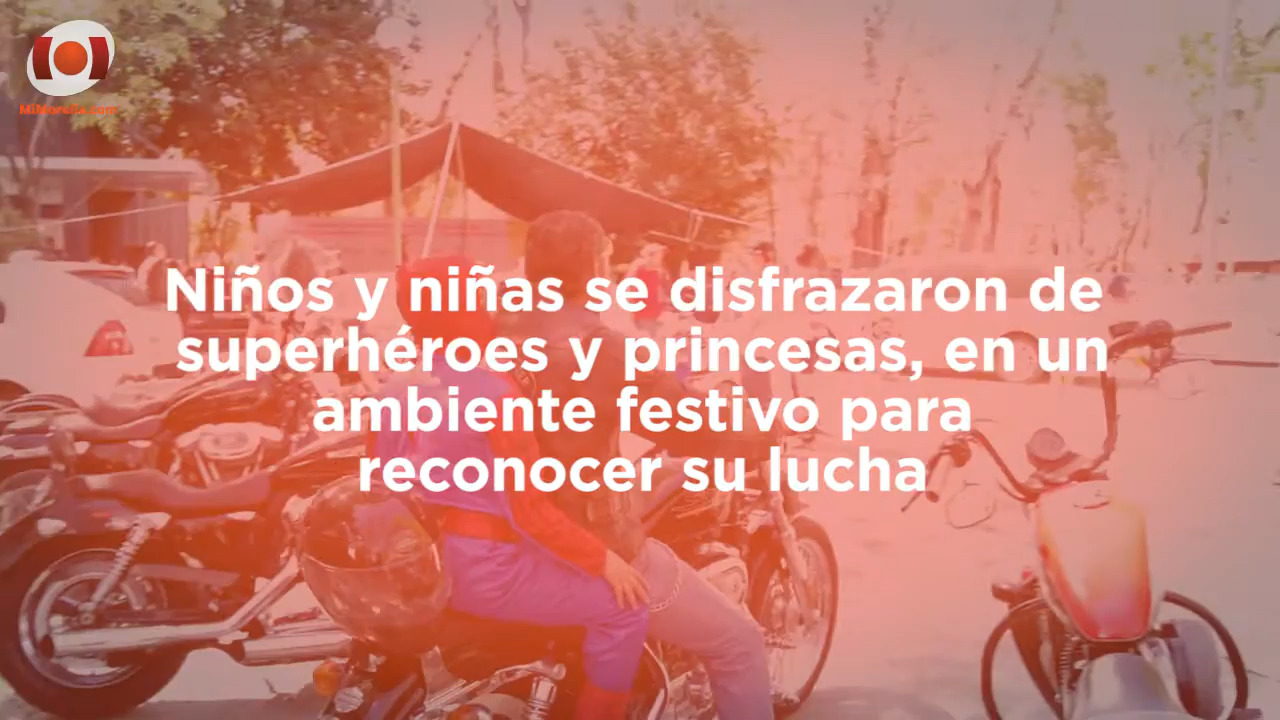 MiMorelia.com
Niños y niñas se disfrazaron de
superhéroes y princesas, en un
ambiente festivo para
reconocer su lucha